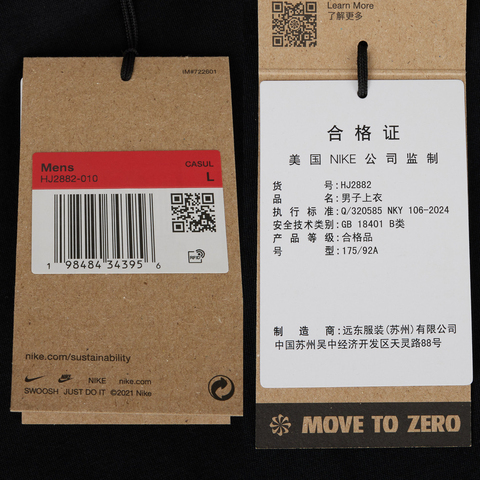 IM#722601
Mens
CASUL
HJ2882-010
L
1 98484 34395 6
RFID
nike.com/sustainability
NIKE nike.com
SWOOSH JUST DO IT ©2021 Nike
Learn More
了解更多
合格证
美国 NIKE 公司监制
货号:HJ2882
品名:男子上衣
执行标准:Q/320585 NKY 106-2024
安全技术类别:GB 18401 B类
产品等级:合格品
号型:175/92A
制造商:远东服装(苏州)有限公司
中国苏州吴中经济开发区天灵路88号
MOVE TO ZERO